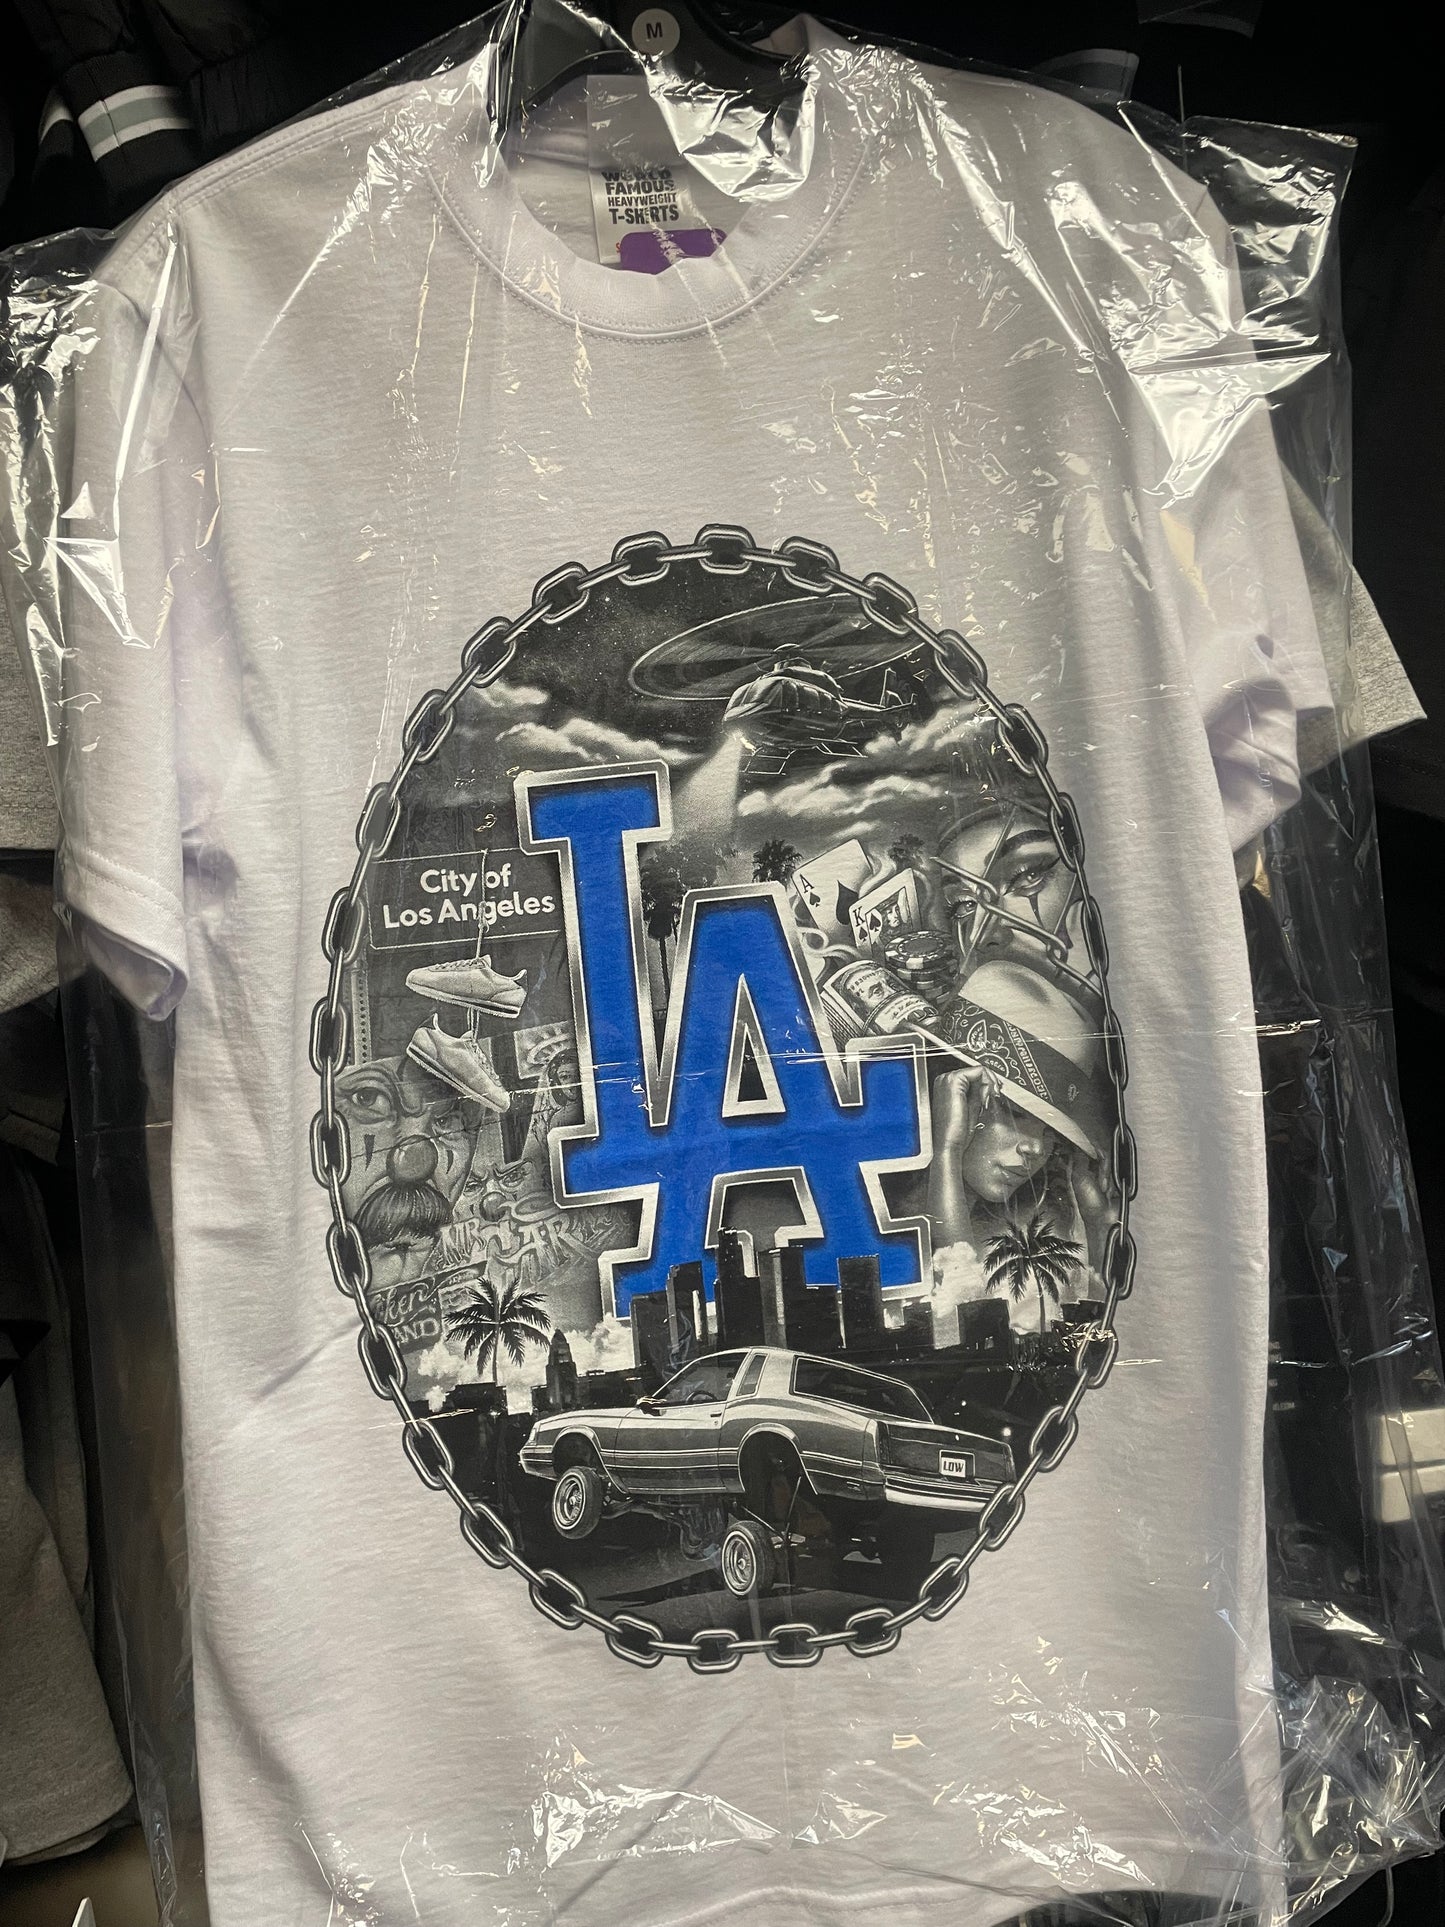 M
WORLD
FAMOUS
HEAVYWEIGHT
T-SHIRTS
City of
Los Angeles
LA
A
K
LOW